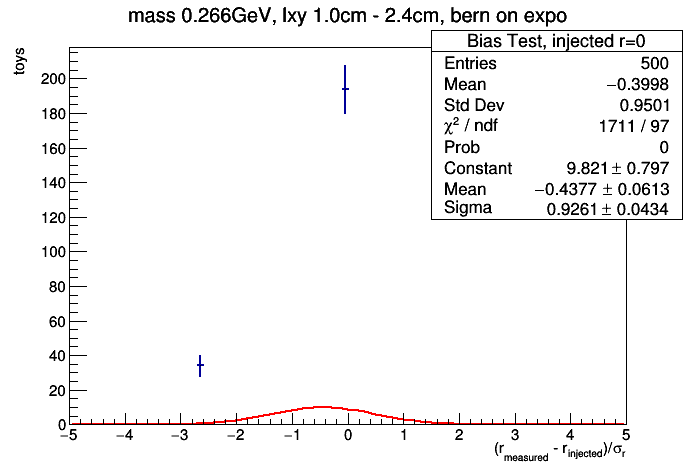 mass 0.266GeV, lxy 1.0cm - 2.4cm, bern on expo
Bias Test, injected r=0
Entries 500
Mean −0.3998
Std Dev 0.9501
χ² / ndf 1711 / 97
Prob 0
Constant 9.821 ± 0.797
Mean −0.4377 ± 0.0613
Sigma 0.9261 ± 0.0434
toys
200
180
160
140
120
100
80
60
40
20
0
−5 −4 −3 −2 −1 0 1 2 3 4 5
(r_measured - r_injected)/σ_r